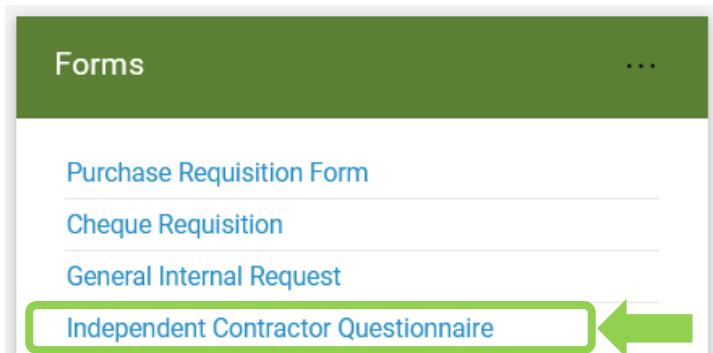 Forms
Purchase Requisition Form
Cheque Requisition
General Internal Request
Independent Contractor Questionnaire